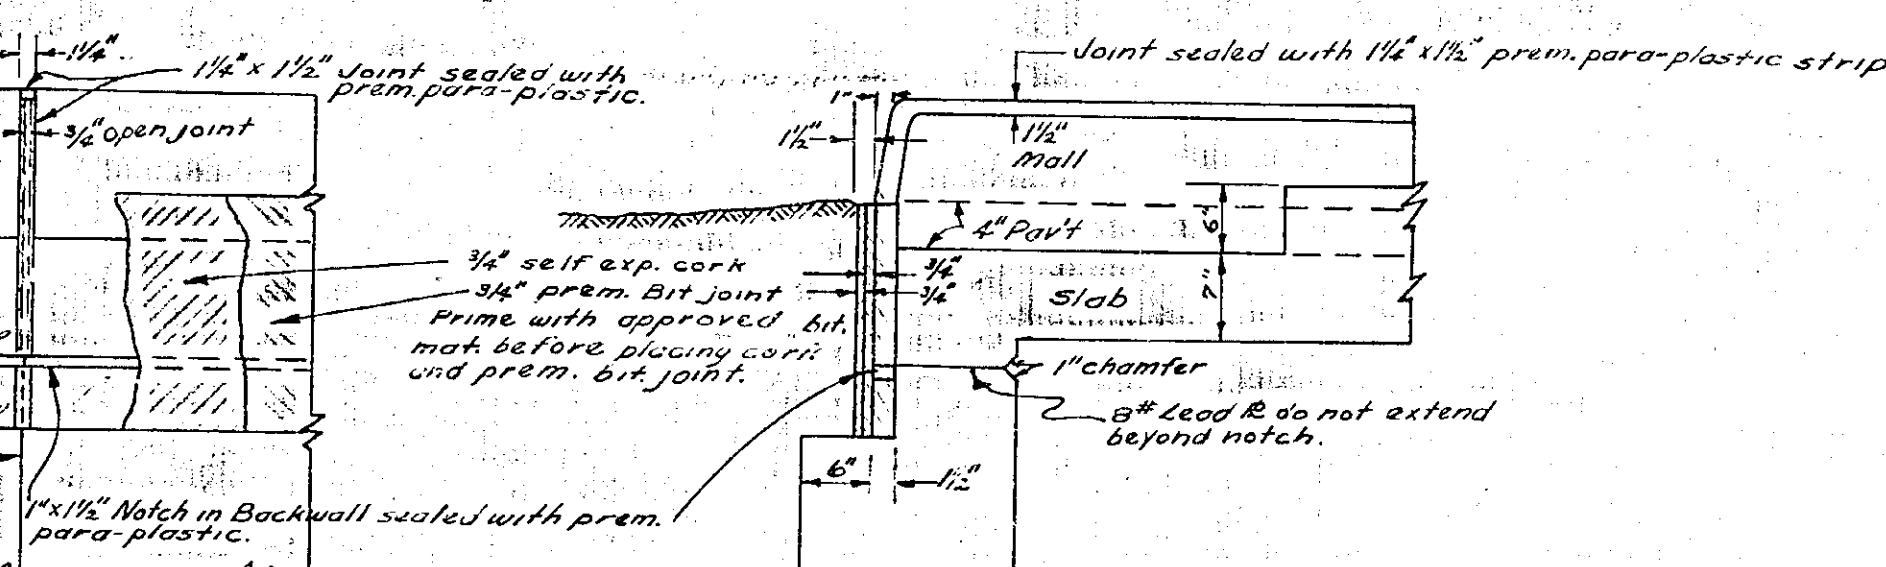 1¼"
1¼" x 1½" Joint sealed with
prem. para-plastic.
¾" Open joint
Joint sealed with 1¼" x 1½" prem. para-plastic strip
1"
1½"
1½"
Mall
6"
4" Pav't
¾" self exp. cork
¾" prem. Bit joint
Prime with approved bit.
mat. before placing cork
and prem. bit. joint.
¾"
¾"
Slab
7"
1" chamfer
8# Lead ℄ do not extend
beyond notch.
6"
1½"
1" x 1½" Notch in Backwall sealed with prem.
para-plastic.